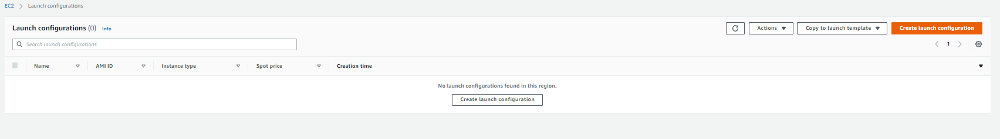 EC2 Launch configurations
Launch configurations (0) Info
Actions Copy to launch template Create launch configuration
Search launch configurations
1
Name AMI ID Instance type Spot price Creation time
No launch configurations found in this region.
Create launch configuration